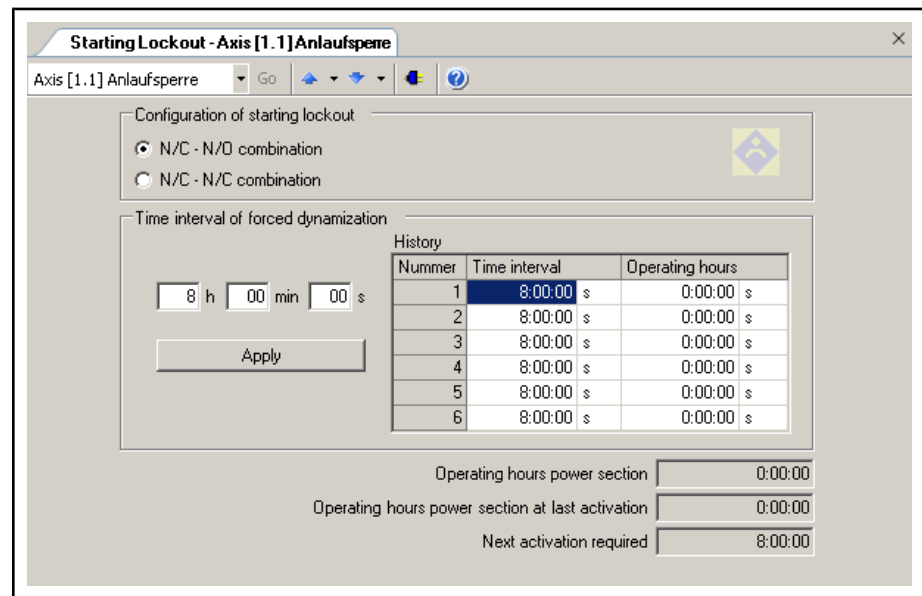 Starting Lockout - Axis [1.1] Anlaufsperre
Axis [1.1] Anlaufsperre Go
Configuration of starting lockout
N/C - N/O combination
N/C - N/C combination
Time interval of forced dynamization
8 h 00 min 00 s
Apply
History
Nummer Time interval Operating hours
1 8:00:00 s 0:00:00 s
2 8:00:00 s 0:00:00 s
3 8:00:00 s 0:00:00 s
4 8:00:00 s 0:00:00 s
5 8:00:00 s 0:00:00 s
6 8:00:00 s 0:00:00 s
Operating hours power section 0:00:00
Operating hours power section at last activation 0:00:00
Next activation required 8:00:00